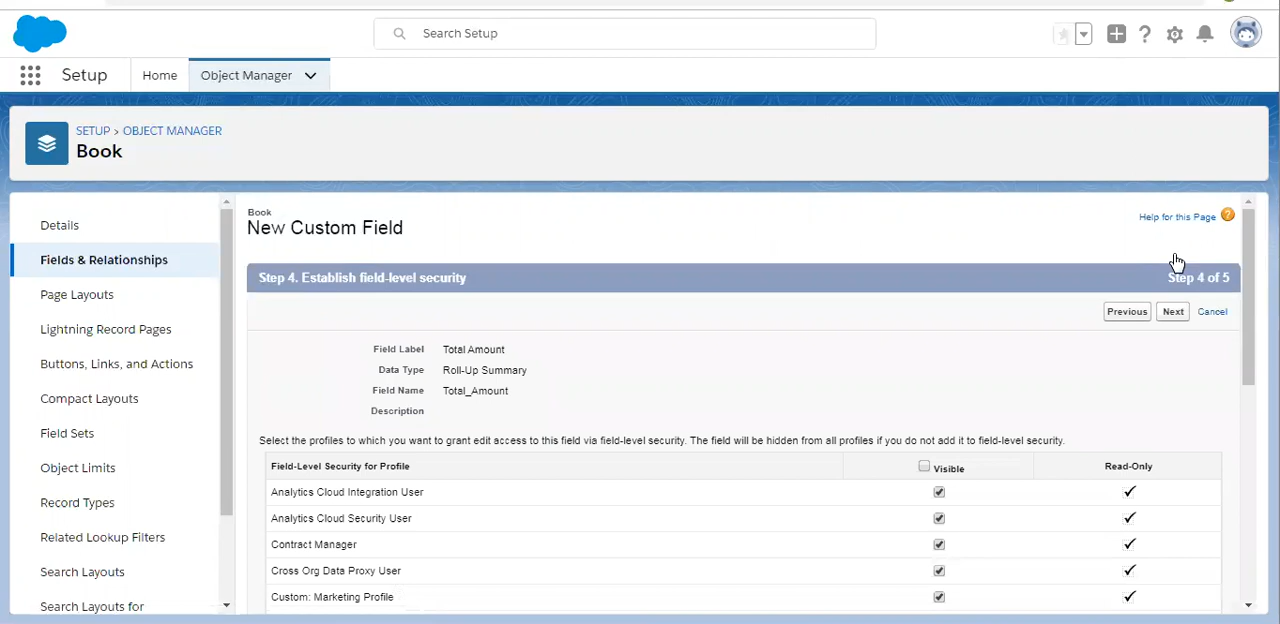 Search Setup
Setup
Home
Object Manager
SETUP > OBJECT MANAGER
Book
Details
Fields & Relationships
Page Layouts
Lightning Record Pages
Buttons, Links, and Actions
Compact Layouts
Field Sets
Object Limits
Record Types
Related Lookup Filters
Search Layouts
Search Layouts for
Book
New Custom Field
Help for this Page ?
Step 4. Establish field-level security
Step 4 of 5
Previous Next Cancel
Field Label Total Amount
Data Type Roll-Up Summary
Field Name Total_Amount
Description
Select the profiles to which you want to grant edit access to this field via field-level security. The field will be hidden from all profiles if you do not add it to field-level security.
Field-Level Security for Profile Visible Read-Only
Analytics Cloud Integration User
Analytics Cloud Security User
Contract Manager
Cross Org Data Proxy User
Custom: Marketing Profile